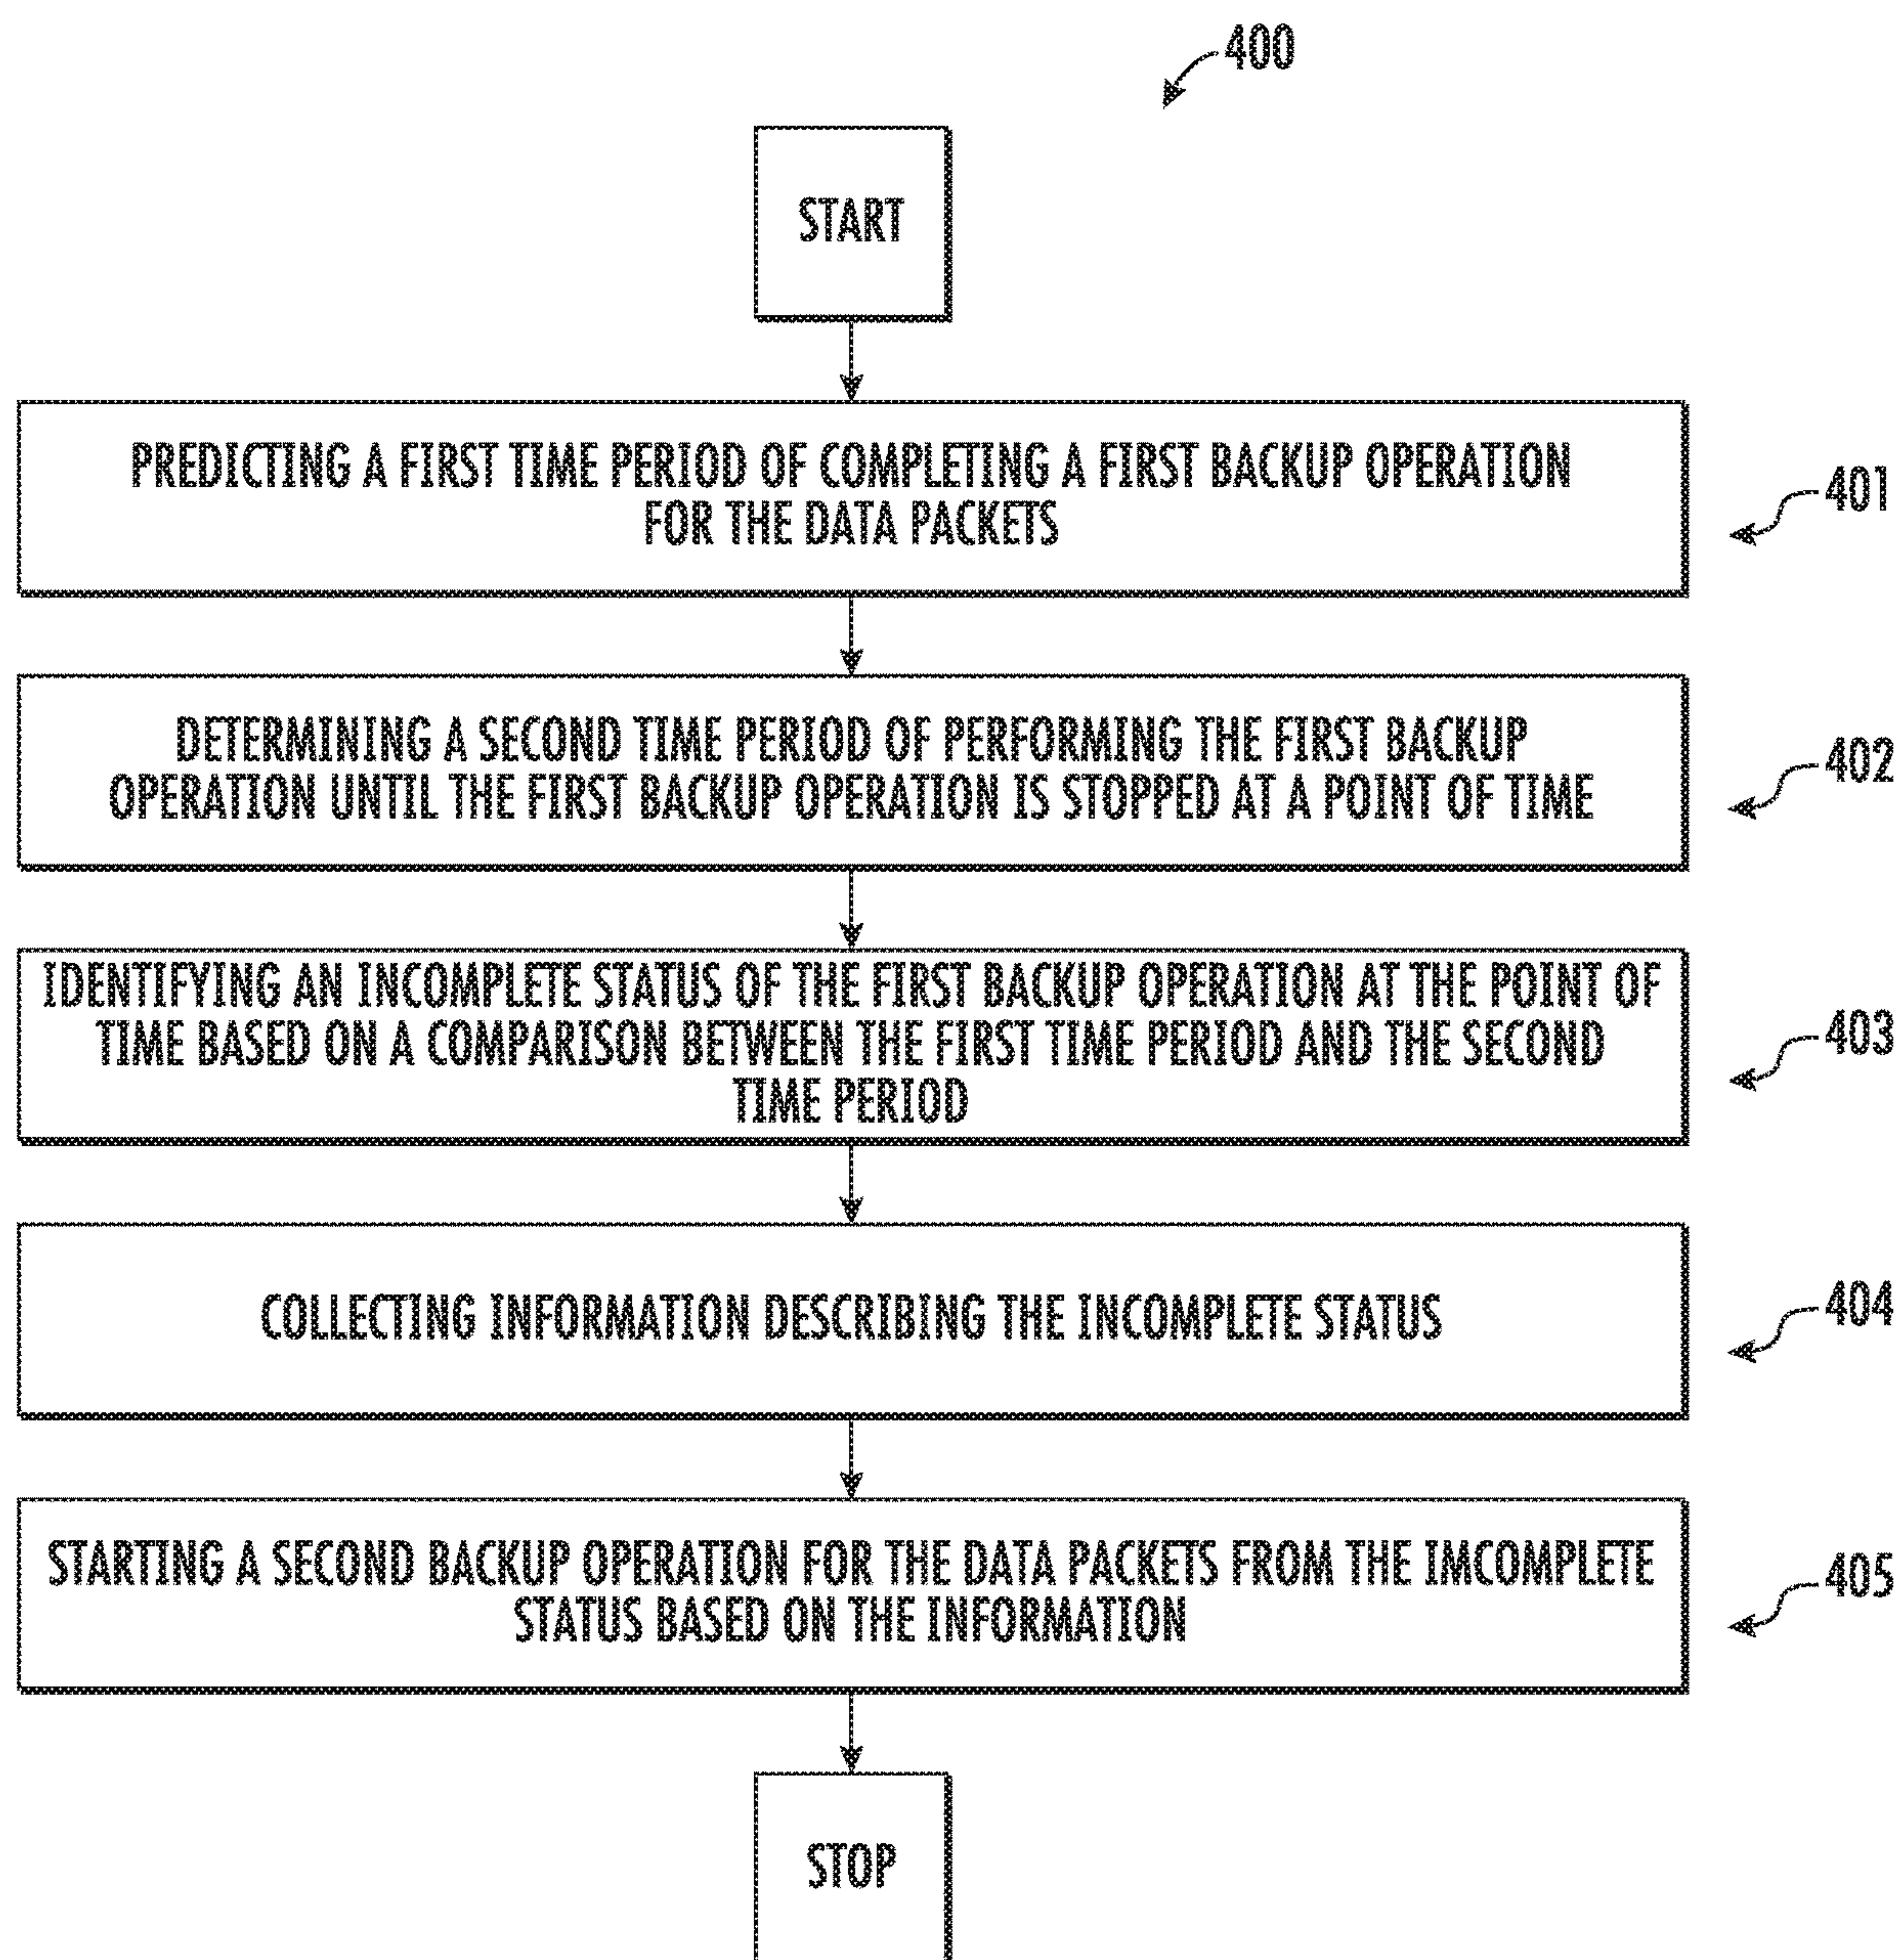 400
START
PREDICTING A FIRST TIME PERIOD OF COMPLETING A FIRST BACKUP OPERATION
FOR THE DATA PACKETS
401
DETERMINING A SECOND TIME PERIOD OF PERFORMING THE FIRST BACKUP
OPERATION UNTIL THE FIRST BACKUP OPERATION IS STOPPED AT A POINT OF TIME
402
IDENTIFYING AN INCOMPLETE STATUS OF THE FIRST BACKUP OPERATION AT THE POINT OF
TIME BASED ON A COMPARISON BETWEEN THE FIRST TIME PERIOD AND THE SECOND
TIME PERIOD
403
COLLECTING INFORMATION DESCRIBING THE INCOMPLETE STATUS
404
STARTING A SECOND BACKUP OPERATION FOR THE DATA PACKETS FROM THE IMCOMPLETE
STATUS BASED ON THE INFORMATION
405
STOP